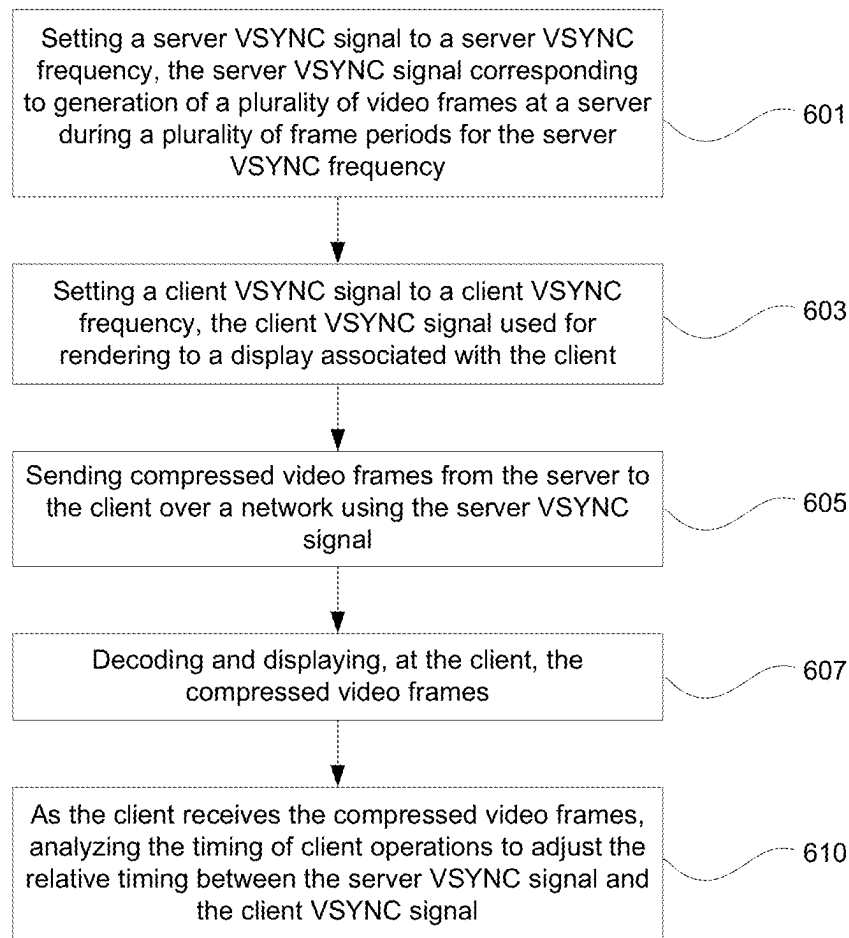 Setting a server VSYNC signal to a server VSYNC
frequency, the server VSYNC signal corresponding
to generation of a plurality of video frames at a server
during a plurality of frame periods for the server
VSYNC frequency
601
Setting a client VSYNC signal to a client VSYNC
frequency, the client VSYNC signal used for
rendering to a display associated with the client
603
Sending compressed video frames from the server to
the client over a network using the server VSYNC
signal
605
Decoding and displaying, at the client, the
compressed video frames
607
As the client receives the compressed video frames,
analyzing the timing of client operations to adjust the
relative timing between the server VSYNC signal and
the client VSYNC signal
610